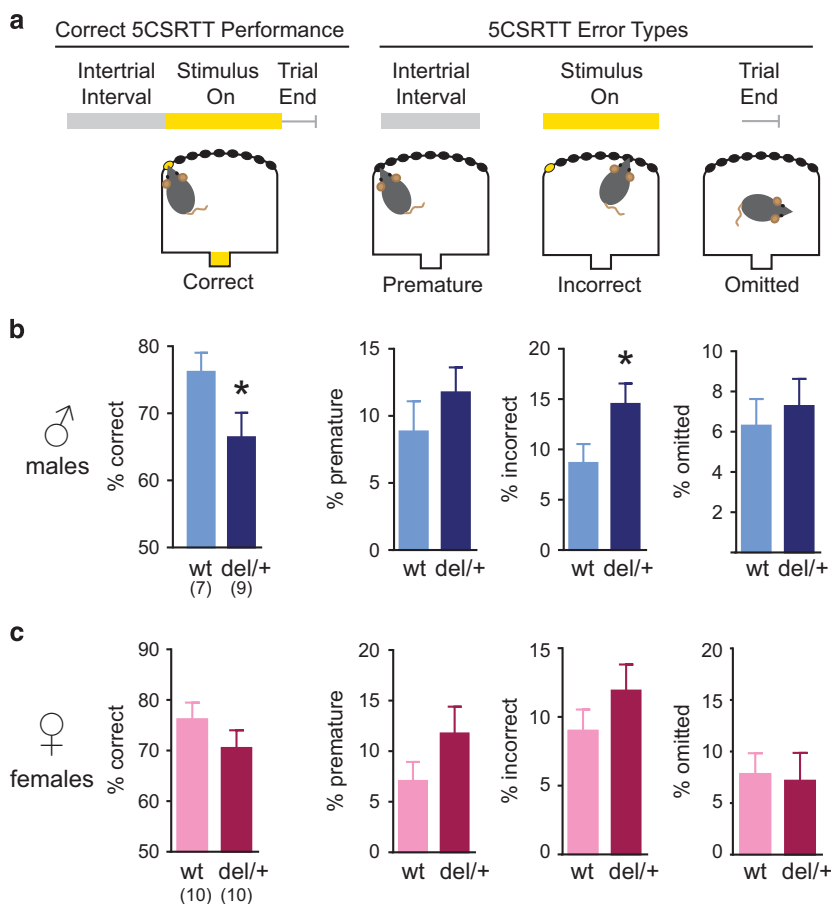 a
Correct 5CSRTT Performance
5CSRTT Error Types
Intertrial Interval
Stimulus On
Trial End
Intertrial Interval
Stimulus On
Trial End
Correct
Premature
Incorrect
Omitted
b
♂
males
% correct
80
70
60
50
wt
(7)
del/+
(9)
% premature
15
10
5
0
wt del/+
% incorrect
20
15
10
5
0
*
wt del/+
% omitted
10
8
6
4
2
wt del/+
*
c
♀
females
% correct
90
80
70
60
50
wt
(10)
del/+
(10)
% premature
20
15
10
5
0
wt del/+
% incorrect
15
10
5
0
wt del/+
% omitted
20
15
10
5
0
wt del/+